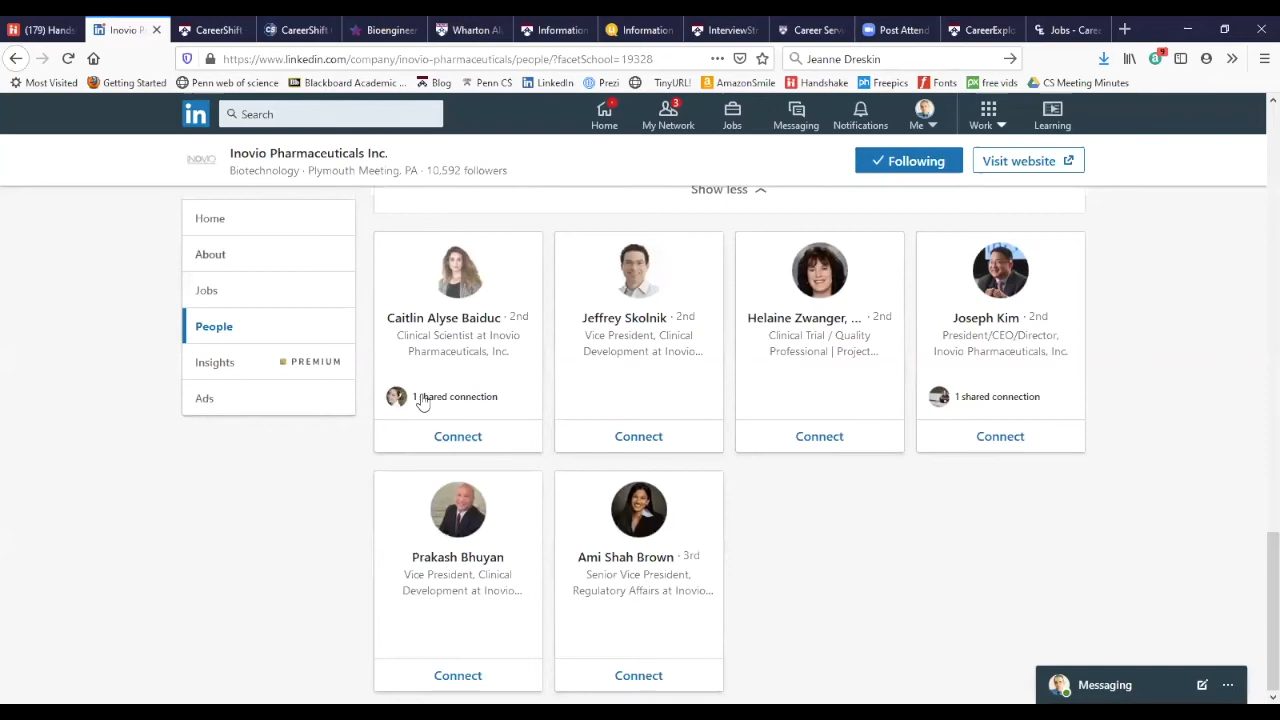 (179) Hands
Inovio P
CareerShift
CareerShift
Bioengineer
Wharton Al
Information
Information
InterviewStr
Career Serv
Post Attend
CareerExplo
Jobs - Care
https://www.linkedin.com/company/inovio-pharmaceuticals/people/?facetSchool=19328
Jeanne Dreskin
9
Most Visited
Getting Started
Penn web of science
Blackboard Academic ...
Blog
Penn CS
LinkedIn
Prezi
TinyURL!
AmazonSmile
Handshake
Freepics
Fonts
free vids
CS Meeting Minutes
in
Search
Home
3
My Network
Jobs
Messaging
Notifications
Me
Work
Learning
INOVIO
Inovio Pharmaceuticals Inc.
Biotechnology · Plymouth Meeting, PA · 10,592 followers
Following
Visit website
Show less
Home
About
Jobs
People
Insights PREMIUM
Ads
Caitlin Alyse Baiduc · 2nd
Clinical Scientist at Inovio
Pharmaceuticals, Inc.
1 shared connection
Connect
Jeffrey Skolnik · 2nd
Vice President, Clinical
Development at Inovio...
Connect
Helaine Zwanger, ... · 2nd
Clinical Trial / Quality
Professional | Project...
Connect
Joseph Kim · 2nd
President/CEO/Director,
Inovio Pharmaceuticals, Inc.
1 shared connection
Connect
Prakash Bhuyan
Vice President, Clinical
Development at Inovio...
Connect
Ami Shah Brown · 3rd
Senior Vice President,
Regulatory Affairs at Inovio...
Connect
Messaging